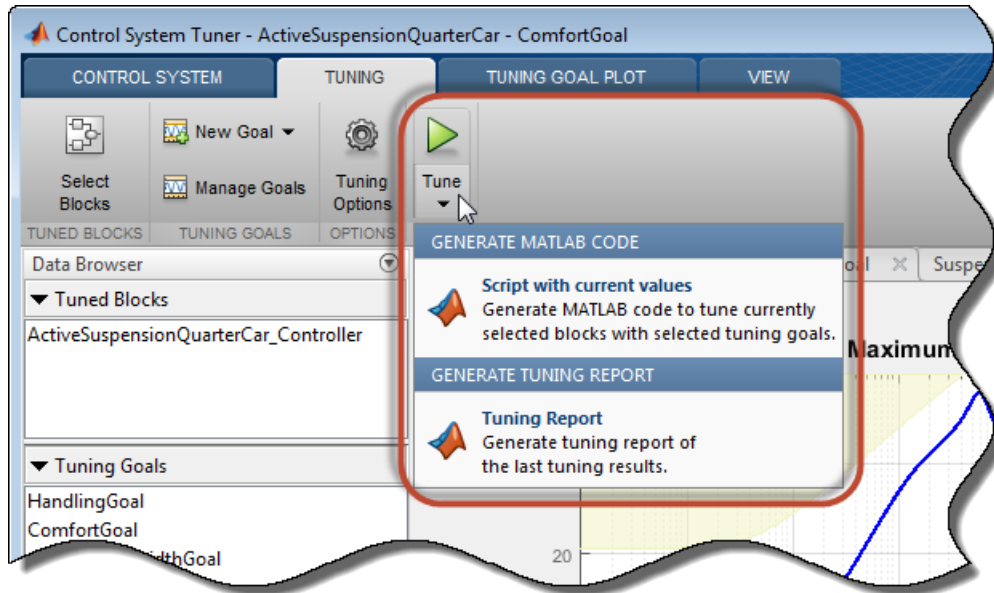 Control System Tuner - ActiveSuspensionQuarterCar - ComfortGoal
CONTROL SYSTEM
TUNING
TUNING GOAL PLOT
VIEW
Select
Blocks
New Goal
Manage Goals
Tuning
Options
Tune
TUNED BLOCKS
TUNING GOALS
OPTIONS
GENERATE MATLAB CODE
Script with current values
Generate MATLAB code to tune currently
selected blocks with selected tuning goals.
GENERATE TUNING REPORT
Tuning Report
Generate tuning report of
the last tuning results.
Data Browser
Tuned Blocks
ActiveSuspensionQuarterCar_Controller
Tuning Goals
HandlingGoal
ComfortGoal
Maximum
20